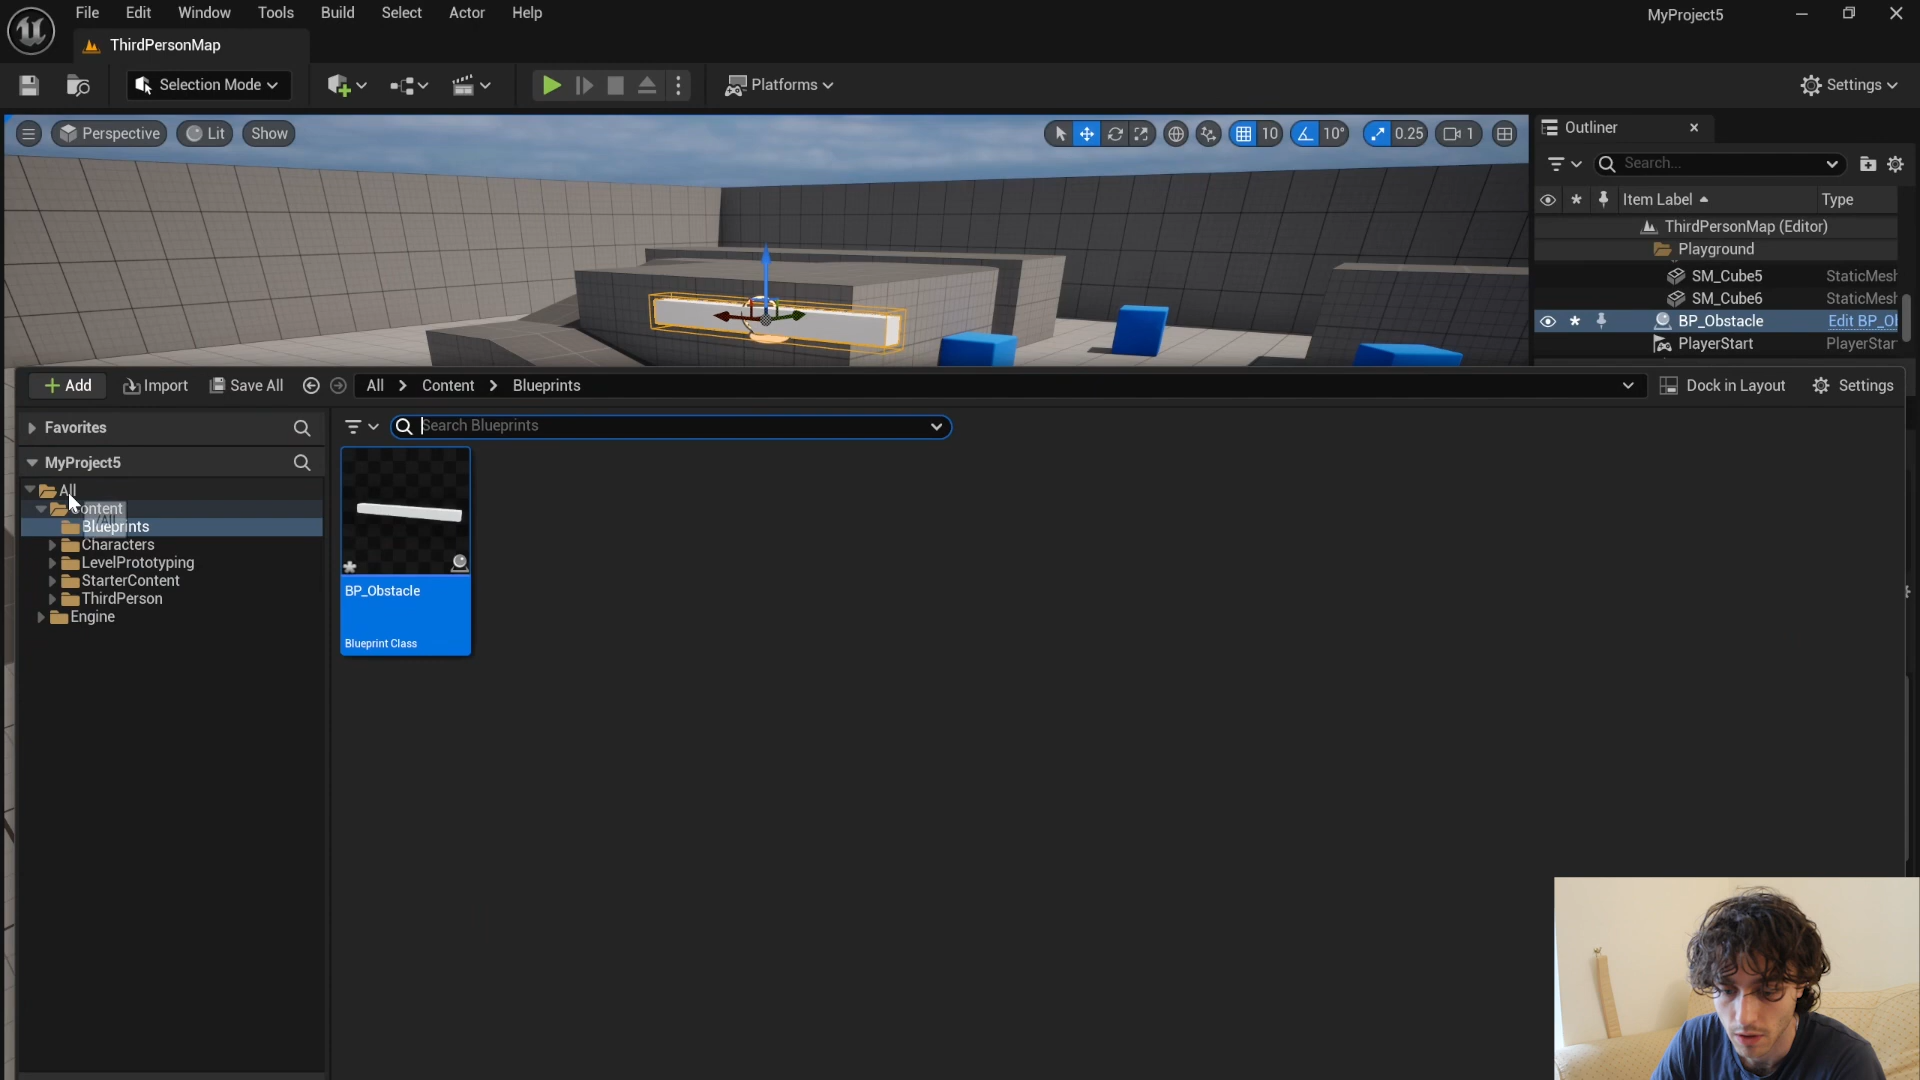 File Edit Window Tools Build Select Actor Help
MyProject5
ThirdPersonMap
Selection Mode
Platforms
Settings
Perspective Lit Show
10 10° 0.25 1
Outliner
Search...
Item Label Type
ThirdPersonMap (Editor)
Playground
SM_Cube5 StaticMesh
SM_Cube6 StaticMesh
BP_Obstacle Edit BP_Ob
PlayerStart PlayerStar
Add Import Save All All Content Blueprints Dock in Layout Settings
Favorites
Search Blueprints
MyProject5
All
Content
Blueprints
Characters
LevelPrototyping
StarterContent
ThirdPerson
Engine
BP_Obstacle
Blueprint Class